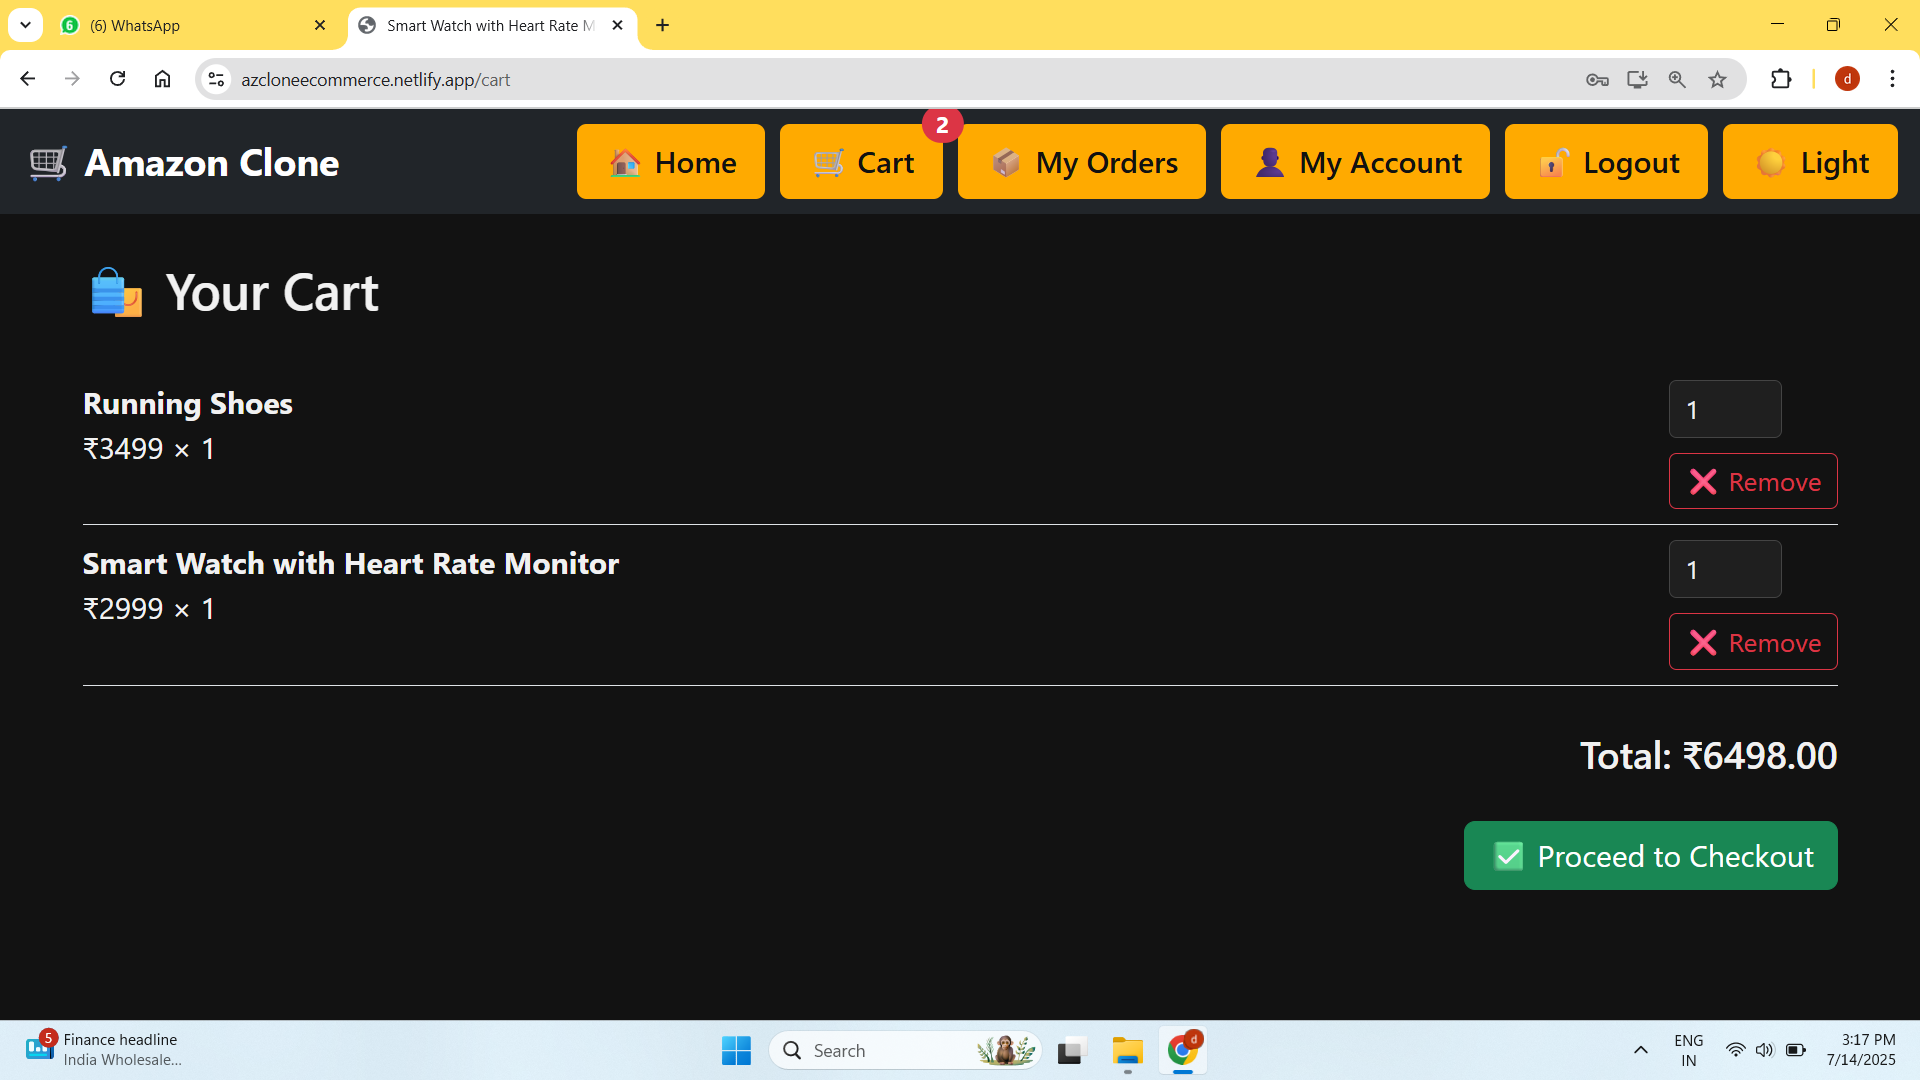 (6) WhatsApp
Smart Watch with Heart Rate M
azcloneecommerce.netlify.app/cart
d
Amazon Clone
Home
Cart
2
My Orders
My Account
Logout
Light
Your Cart
Running Shoes
₹3499 × 1
1
Remove
Smart Watch with Heart Rate Monitor
₹2999 × 1
1
Remove
Total: ₹6498.00
Proceed to Checkout
5
Finance headline
India Wholesale...
Search
d
ENG
IN
3:17 PM
7/14/2025